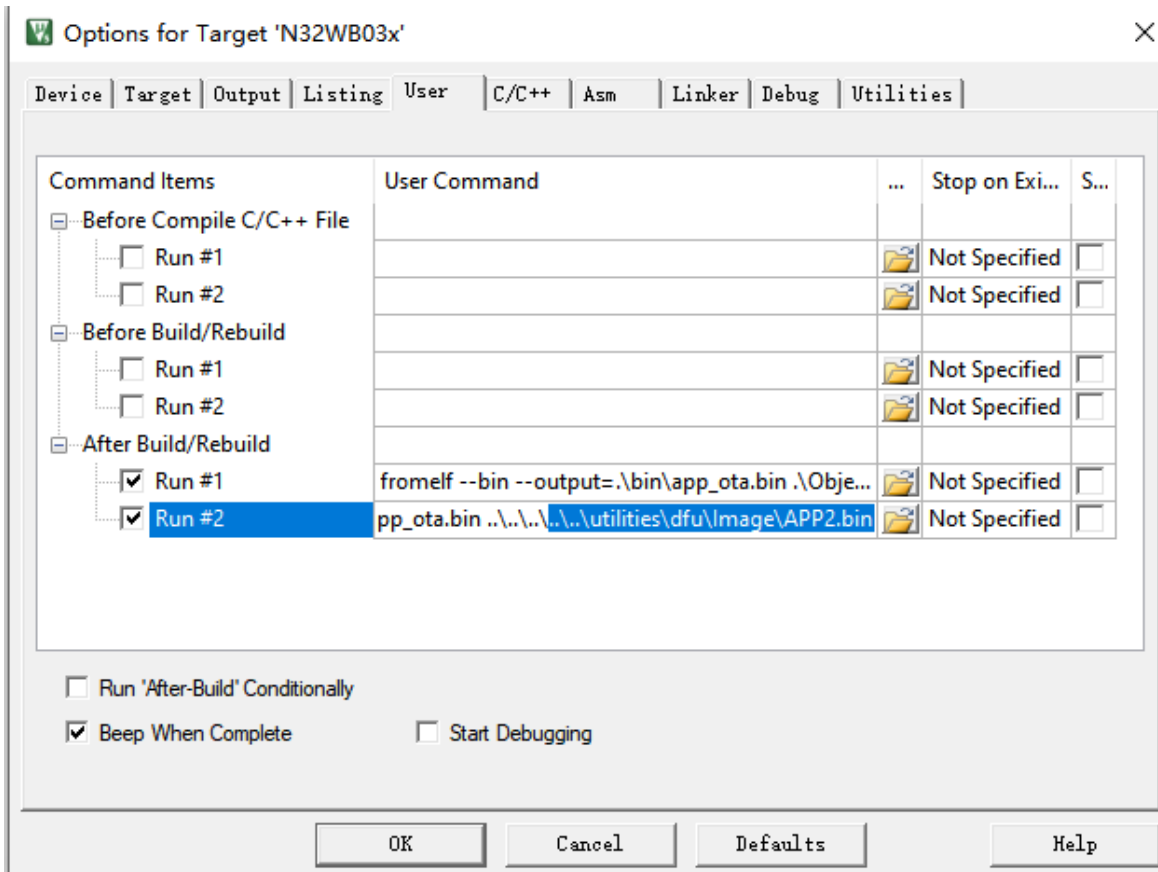 Options for Target 'N32WB03x'
Device Target Output Listing User C/C++ Asm Linker Debug Utilities
Command Items User Command ... Stop on Exi... S...
Before Compile C/C++ File
Run #1 Not Specified
Run #2 Not Specified
Before Build/Rebuild
Run #1 Not Specified
Run #2 Not Specified
After Build/Rebuild
Run #1 fromelf --bin --output=.\bin\app_ota.bin .\Obje... Not Specified
Run #2 pp_ota.bin ..\..\..\..\..\utilities\dfu\Image\APP2.bin Not Specified
Run 'After-Build' Conditionally
Beep When Complete Start Debugging
OK Cancel Defaults Help